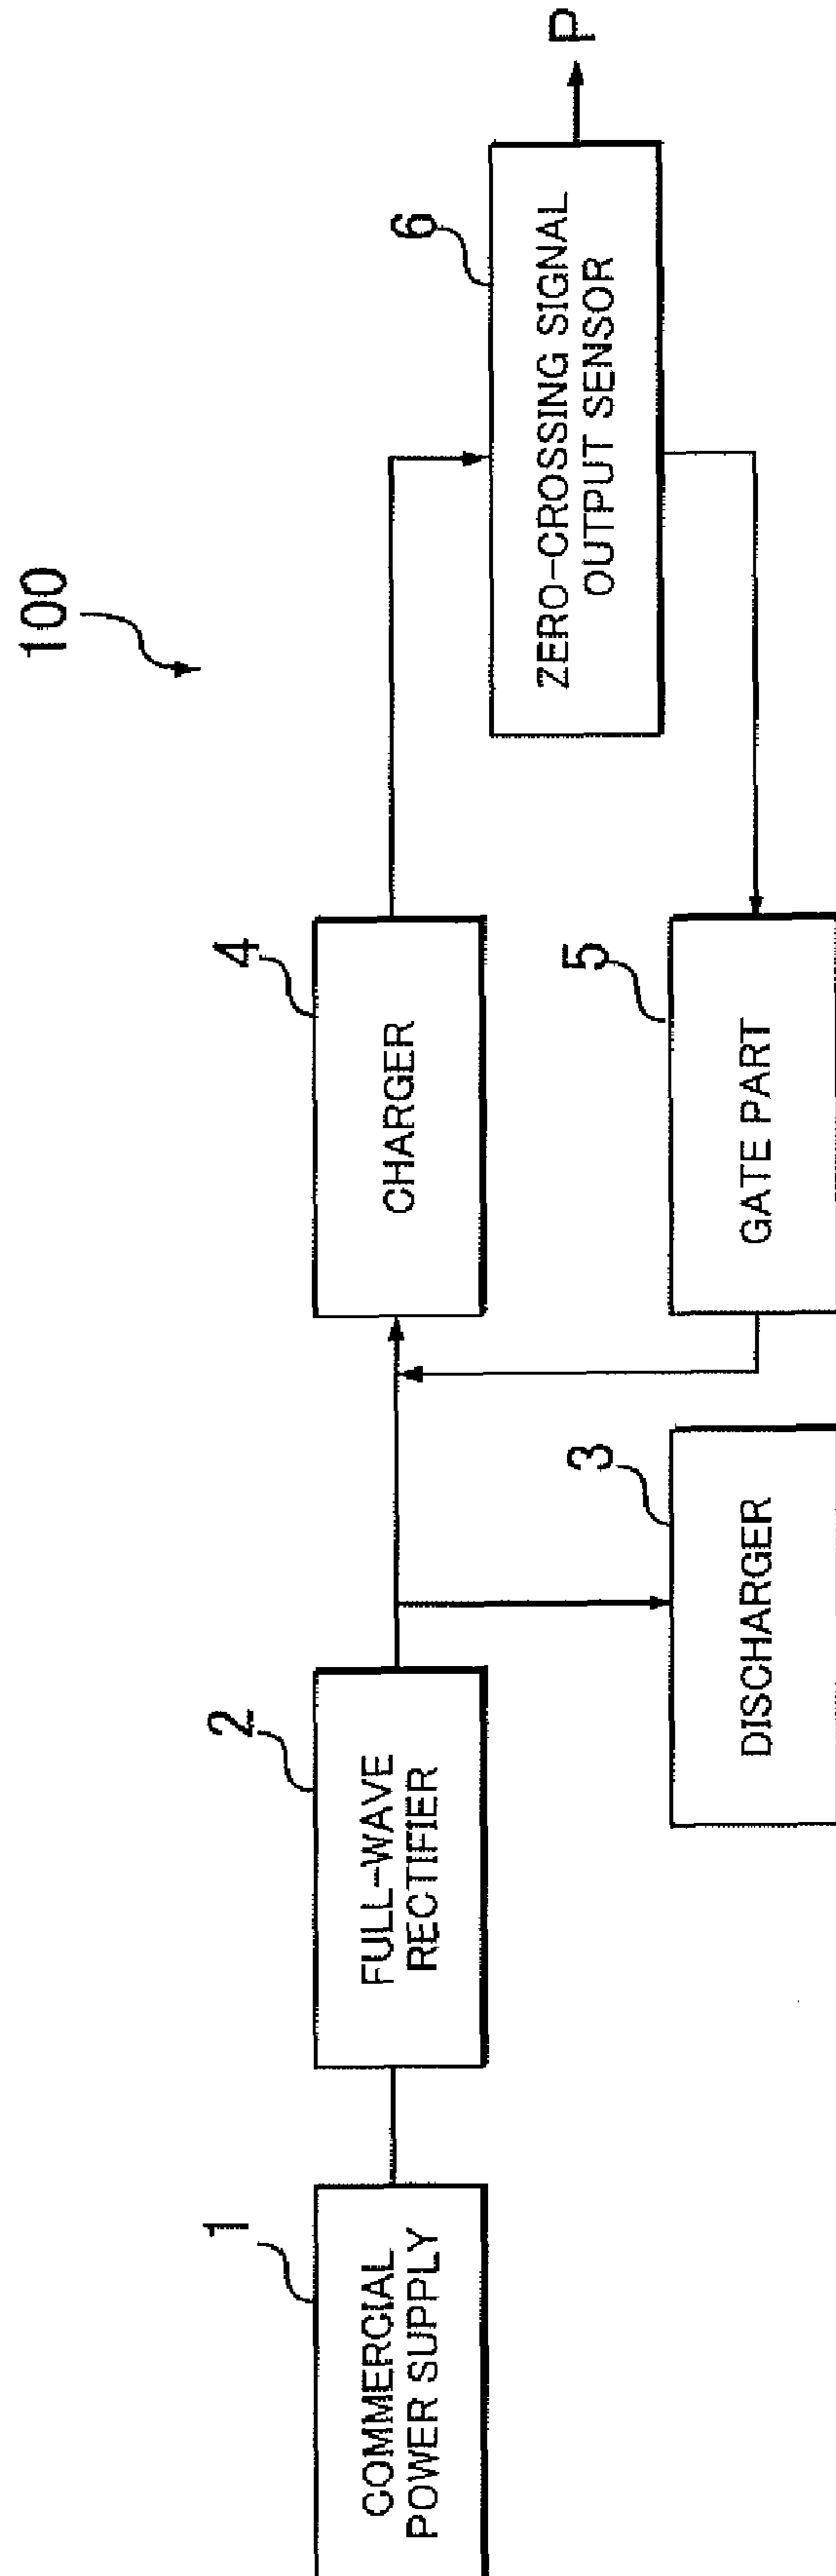 100
1
COMMERCIAL
POWER SUPPLY
2
FULL-WAVE
RECTIFIER
3
DISCHARGER
4
CHARGER
5
GATE PART
6
ZERO-CROSSING SIGNAL
OUTPUT SENSOR
P